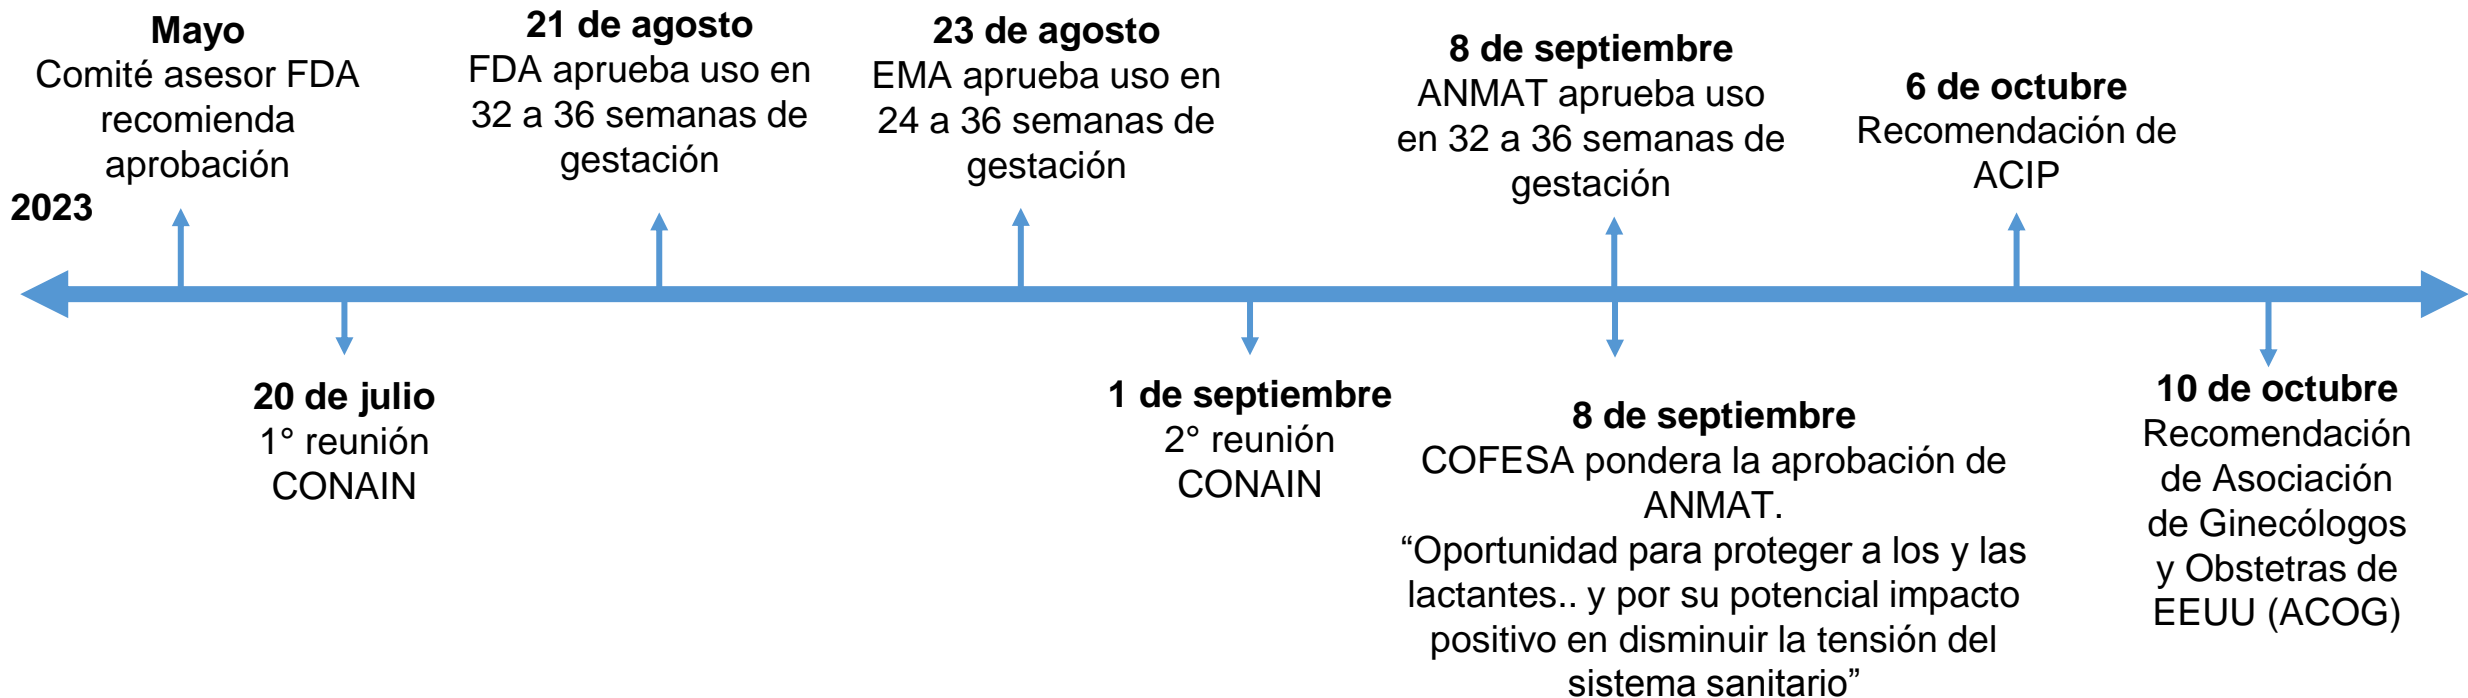 Mayo
Comité asesor FDA
recomienda
aprobación
21 de agosto
FDA aprueba uso en
32 a 36 semanas de
gestación
23 de agosto
EMA aprueba uso en
24 a 36 semanas de
gestación
8 de septiembre
ANMAT aprueba uso
en 32 a 36 semanas de
gestación
6 de octubre
Recomendación de
ACIP
2023
20 de julio
1° reunión
CONAIN
1 de septiembre
2° reunión
CONAIN
8 de septiembre
COFESA pondera la aprobación de
ANMAT.
“Oportunidad para proteger a los y las
lactantes.. y por su potencial impacto
positivo en disminuir la tensión del
sistema sanitario”
10 de octubre
Recomendación
de Asociación
de Ginecólogos
y Obstetras de
EEUU (ACOG)